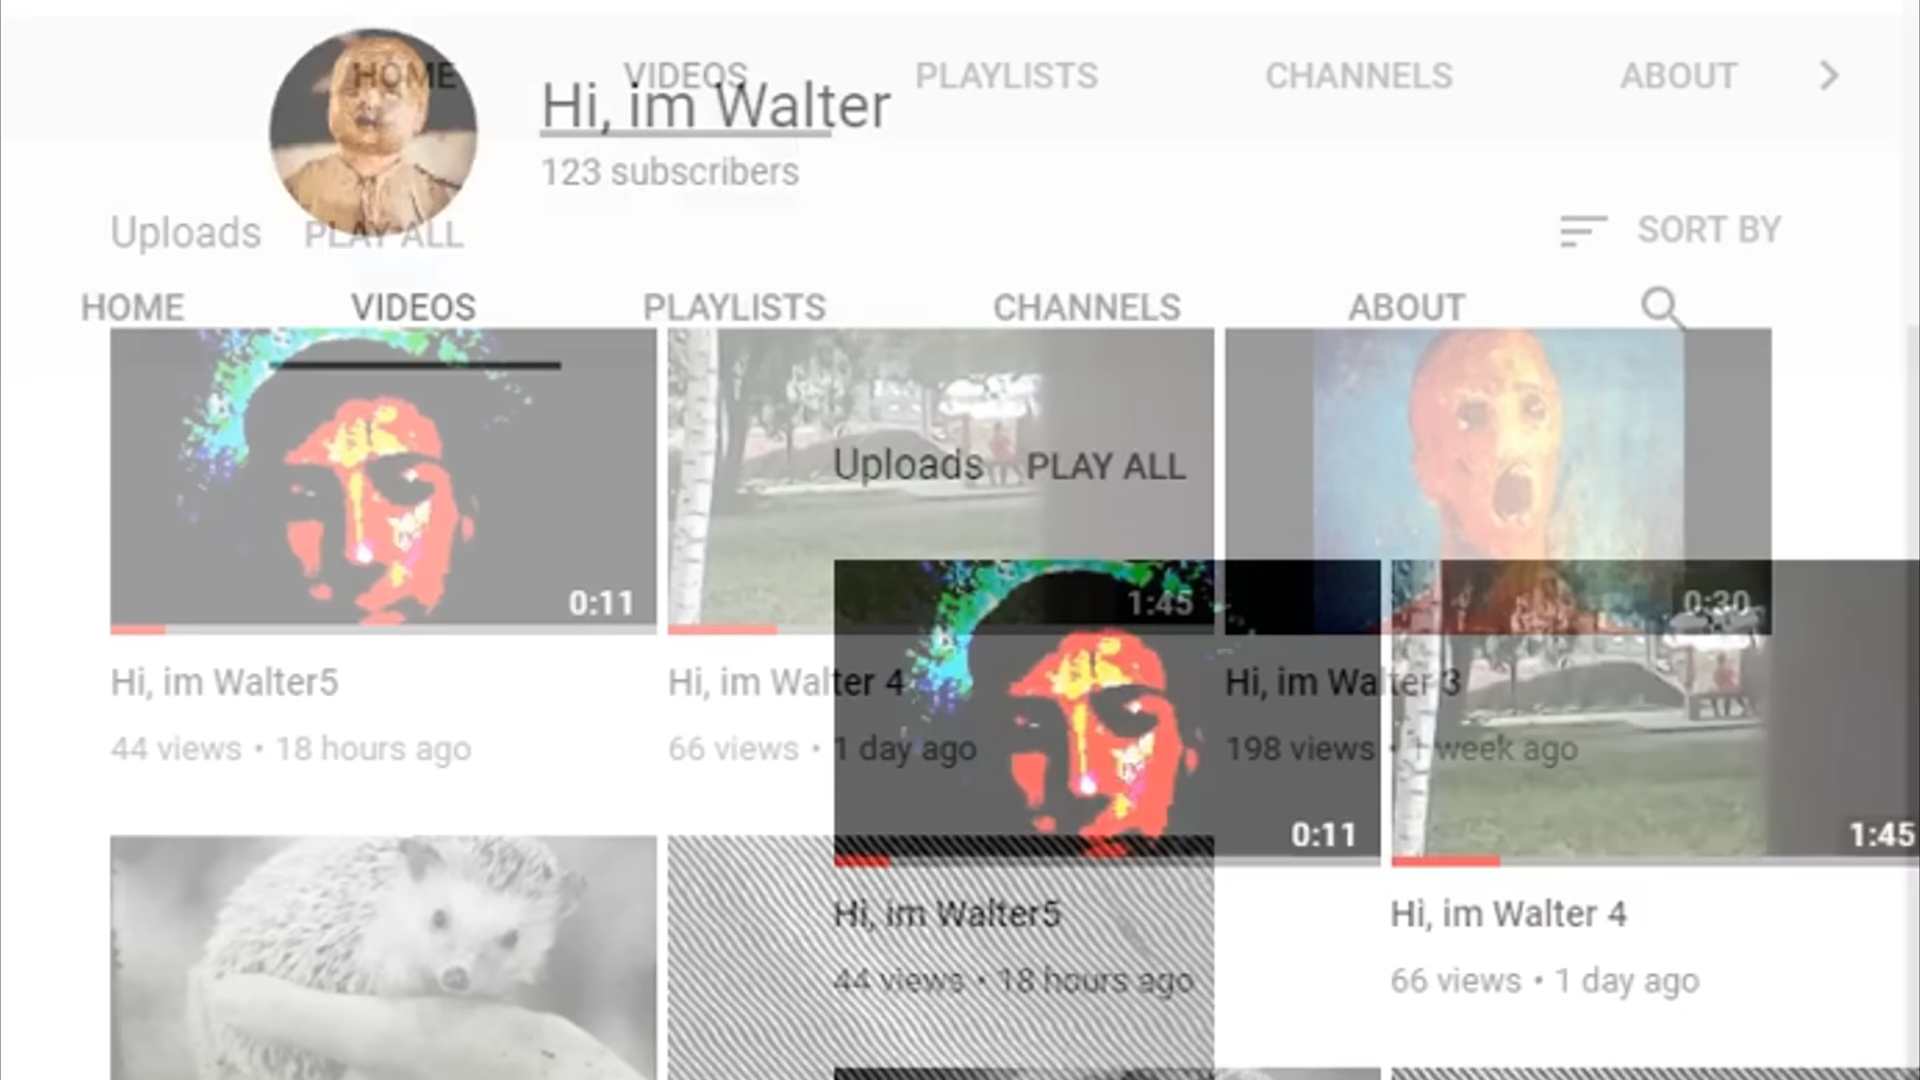 HOME VIDEOS PLAYLISTS CHANNELS ABOUT
Hi, im Walter
123 subscribers
Uploads PLAY ALL SORT BY
HOME VIDEOS PLAYLISTS CHANNELS ABOUT
Uploads PLAY ALL
0:11 1:45 0:30
Hi, im Walter5 Hi, im Walter 4 Hi, im Walter 3
44 views • 18 hours ago 66 views • 1 day ago 198 views • 1 week ago
0:11 1:45
Hi, im Walter5 Hi, im Walter 4
44 views • 18 hours ago 66 views • 1 day ago